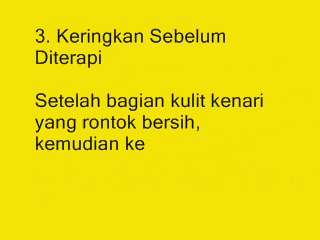 3. Keringkan Sebelum
Diterapi
Setelah bagian kulit kenari
yang rontok bersih,
kemudian ke